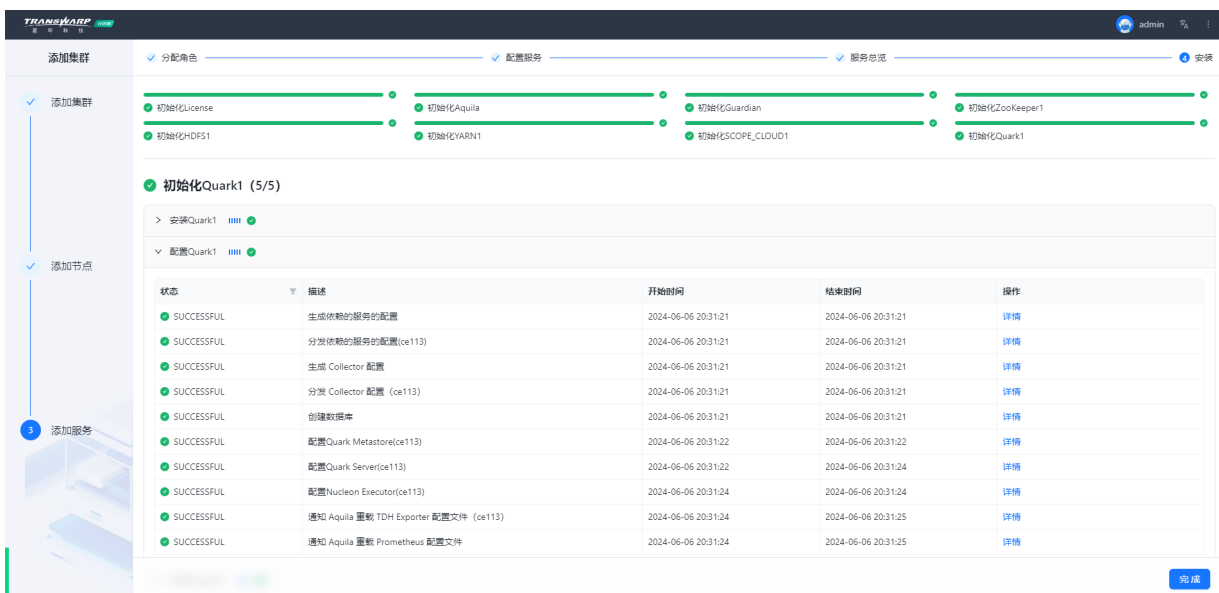 TRANSWARP 社区版
星环科技
admin
添加集群
分配角色
配置服务
服务总览
4 安装
添加集群
初始化License
初始化Aquila
初始化Guardian
初始化ZooKeeper1
初始化HDFS1
初始化YARN1
初始化SCOPE_CLOUD1
初始化Quark1
初始化Quark1 (5/5)
安装Quark1
配置Quark1
添加节点
状态 描述 开始时间 结束时间 操作
SUCCESSFUL 生成依赖的服务的配置 2024-06-06 20:31:21 2024-06-06 20:31:21 详情
SUCCESSFUL 分发依赖的服务的配置(ce113) 2024-06-06 20:31:21 2024-06-06 20:31:21 详情
SUCCESSFUL 生成 Collector 配置 2024-06-06 20:31:21 2024-06-06 20:31:21 详情
SUCCESSFUL 分发 Collector 配置 (ce113) 2024-06-06 20:31:21 2024-06-06 20:31:21 详情
SUCCESSFUL 创建数据库 2024-06-06 20:31:21 2024-06-06 20:31:21 详情
3 添加服务
SUCCESSFUL 配置Quark Metastore(ce113) 2024-06-06 20:31:22 2024-06-06 20:31:22 详情
SUCCESSFUL 配置Quark Server(ce113) 2024-06-06 20:31:22 2024-06-06 20:31:24 详情
SUCCESSFUL 配置Nucleon Executor(ce113) 2024-06-06 20:31:24 2024-06-06 20:31:24 详情
SUCCESSFUL 通知 Aquila 重载 TDH Exporter 配置文件 (ce113) 2024-06-06 20:31:24 2024-06-06 20:31:25 详情
SUCCESSFUL 通知 Aquila 重载 Prometheus 配置文件 2024-06-06 20:31:24 2024-06-06 20:31:25 详情
完成